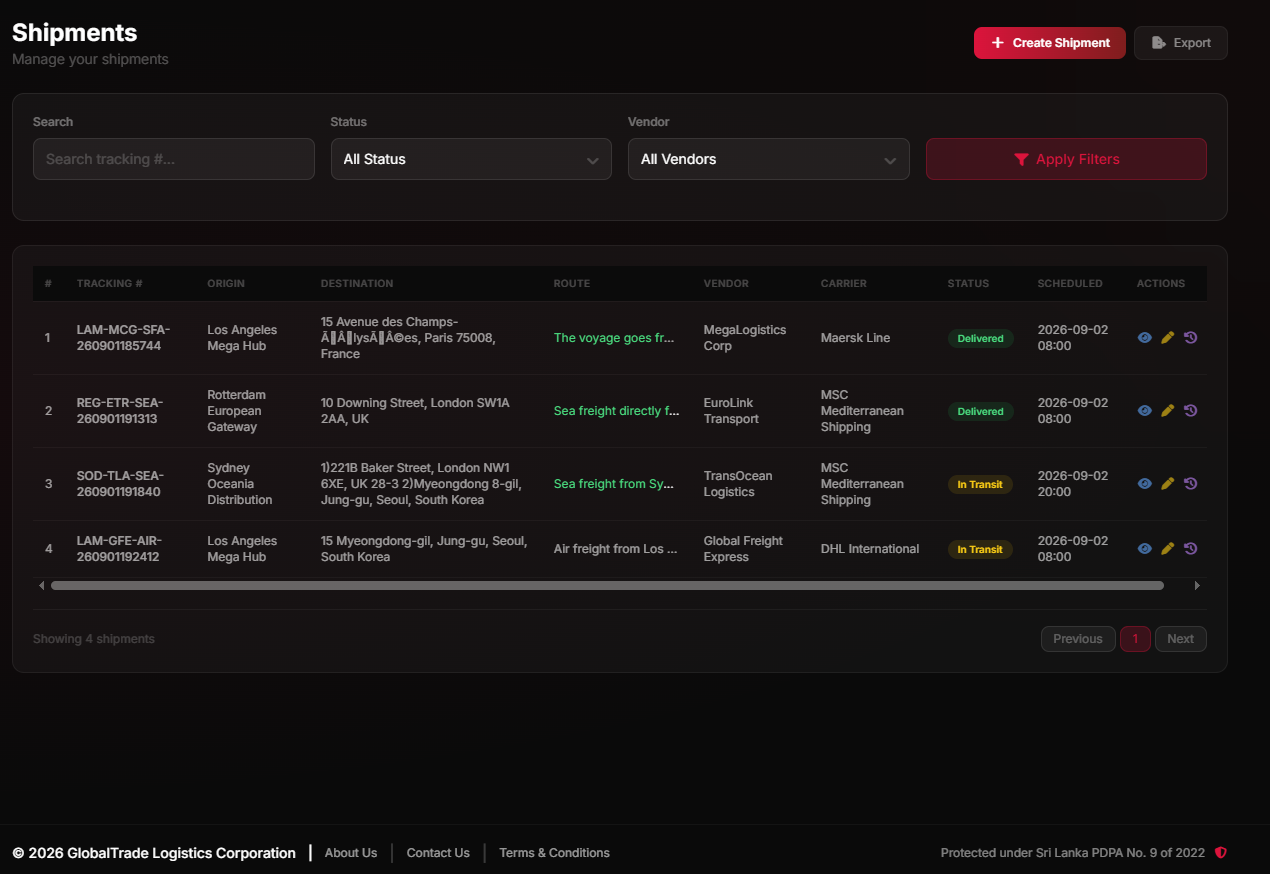 Shipments
Manage your shipments
Create Shipment
Export
Search
Status
Vendor
Search tracking #...
All Status
All Vendors
Apply Filters
# TRACKING # ORIGIN DESTINATION ROUTE VENDOR CARRIER STATUS SCHEDULED ACTIONS
1
LAM-MCG-SFA-
260901185744
Los Angeles
Mega Hub
15 Avenue des Champs-
Ã‖Â‖lysÃ‖Â©es, Paris 75008,
France
The voyage goes fr...
MegaLogistics
Corp
Maersk Line
Delivered
2026-09-02
08:00
2
REG-ETR-SEA-
260901191313
Rotterdam
European
Gateway
10 Downing Street, London SW1A
2AA, UK
Sea freight directly f...
EuroLink
Transport
MSC
Mediterranean
Shipping
Delivered
2026-09-02
08:00
3
SOD-TLA-SEA-
260901191840
Sydney
Oceania
Distribution
1)221B Baker Street, London NW1
6XE, UK 28-3 2)Myeongdong 8-gil,
Jung-gu, Seoul, South Korea
Sea freight from Sy...
TransOcean
Logistics
MSC
Mediterranean
Shipping
In Transit
2026-09-02
20:00
4
LAM-GFE-AIR-
260901192412
Los Angeles
Mega Hub
15 Myeongdong-gil, Jung-gu, Seoul,
South Korea
Air freight from Los ...
Global Freight
Express
DHL International
In Transit
2026-09-02
08:00
Showing 4 shipments
Previous
1
Next
© 2026 GlobalTrade Logistics Corporation
About Us
Contact Us
Terms & Conditions
Protected under Sri Lanka PDPA No. 9 of 2022